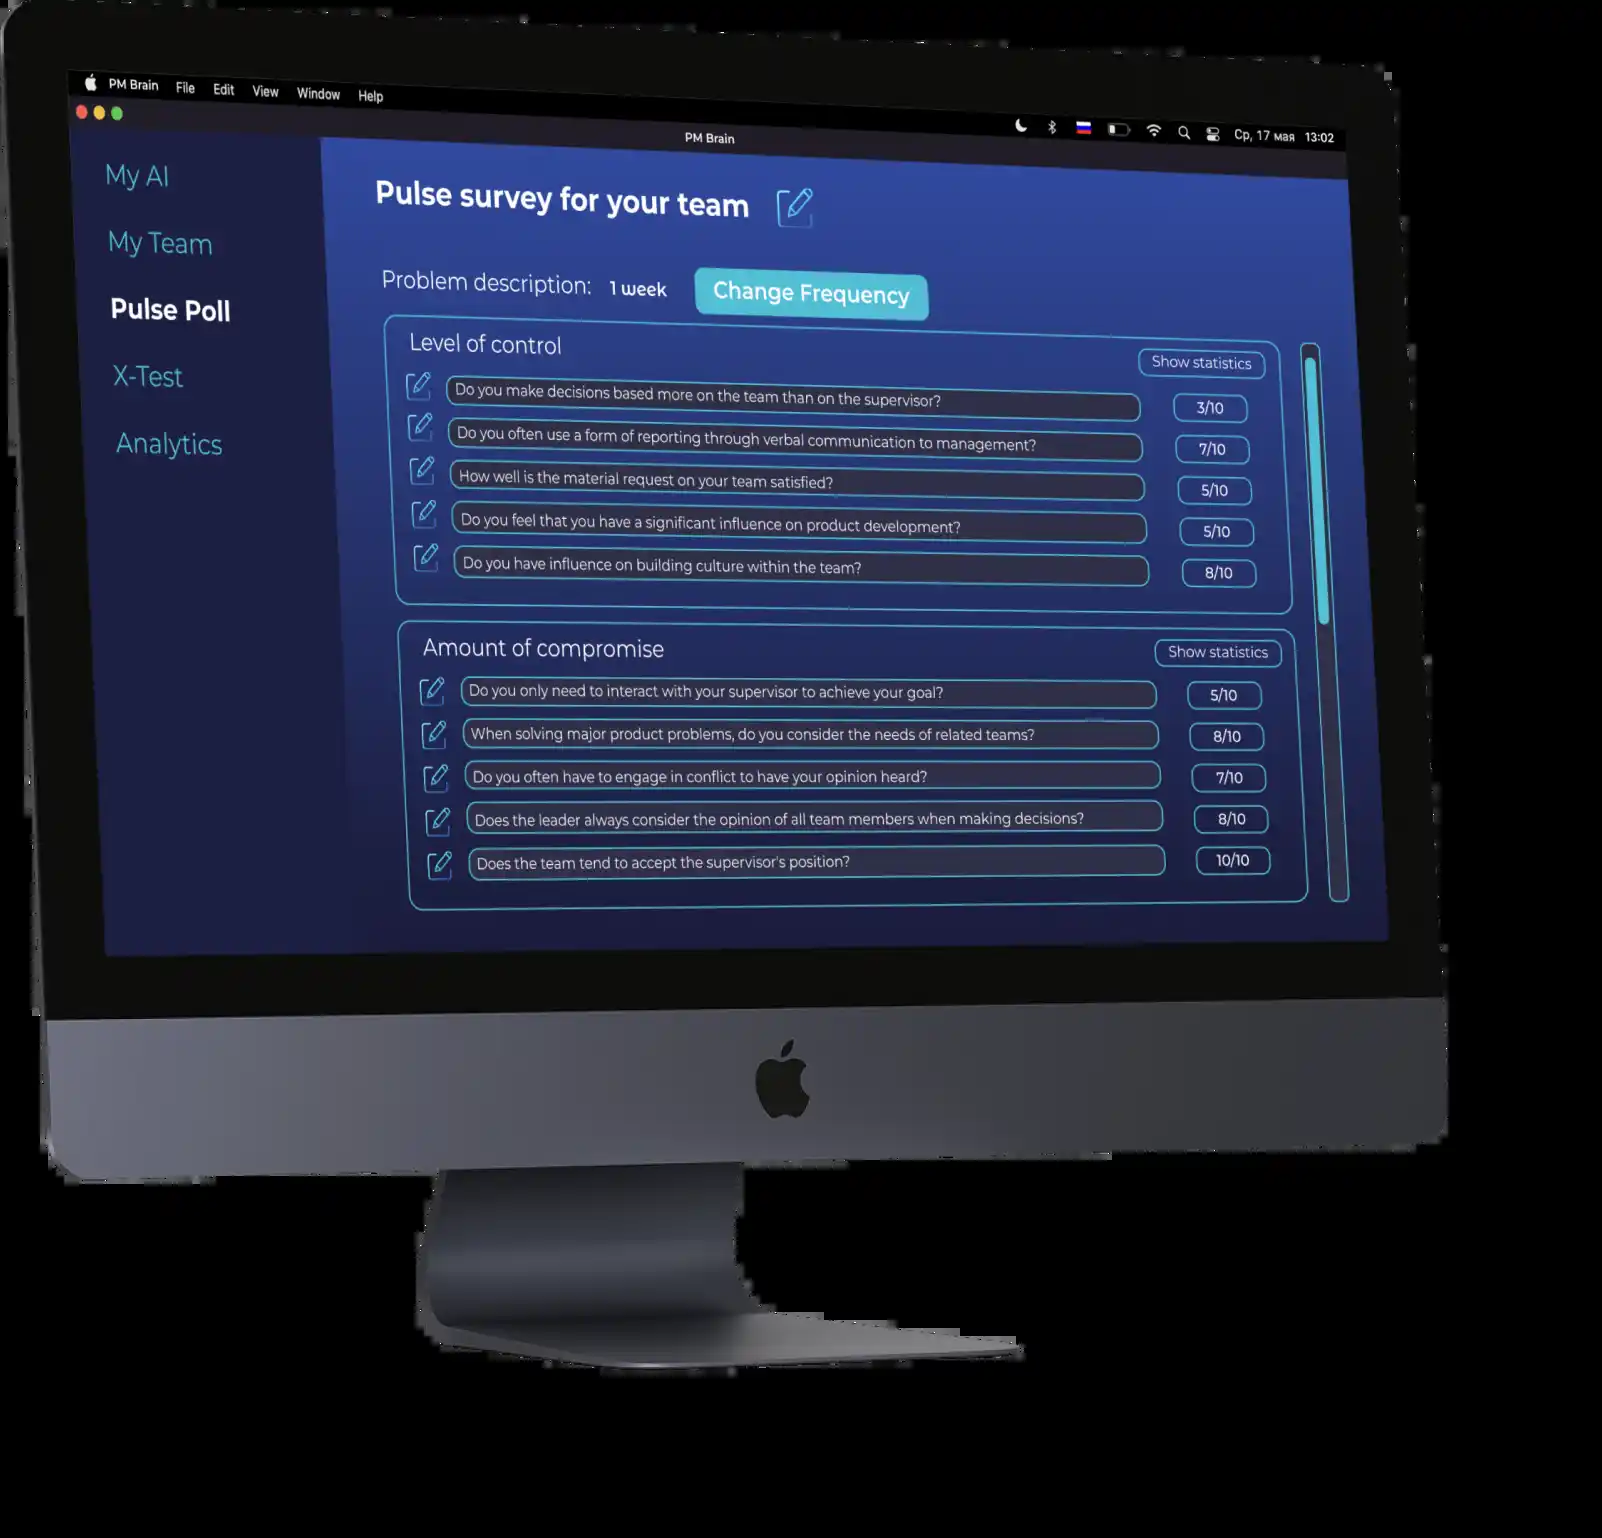 PM Brain File Edit View Window Help
Ср, 17 мая 13:02
PM Brain
My AI
My Team
Pulse Poll
X-Test
Analytics
Pulse survey for your team
Problem description: 1 week Change Frequency
Level of control
Show statistics
Do you make decisions based more on the team than on the supervisor? 3/10
Do you often use a form of reporting through verbal communication to management? 7/10
How well is the material request on your team satisfied? 5/10
Do you feel that you have a significant influence on product development? 5/10
Do you have influence on building culture within the team? 8/10
Amount of compromise
Show statistics
Do you only need to interact with your supervisor to achieve your goal? 5/10
When solving major product problems, do you consider the needs of related teams? 8/10
Do you often have to engage in conflict to have your opinion heard? 7/10
Does the leader always consider the opinion of all team members when making decisions? 8/10
Does the team tend to accept the supervisor's position? 10/10